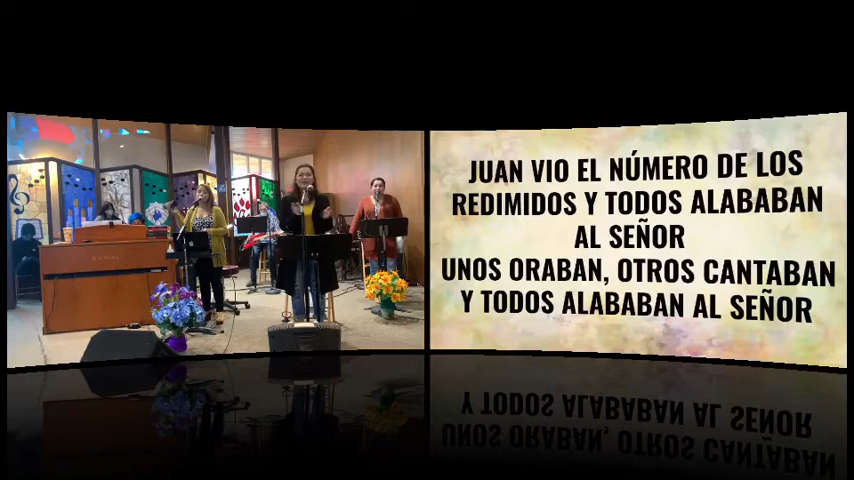 JUAN VIO EL NÚMERO DE LOS
REDIMIDOS Y TODOS ALABABAN
AL SEÑOR
UNOS ORABAN, OTROS CANTABAN
Y TODOS ALABABAN AL SEÑOR